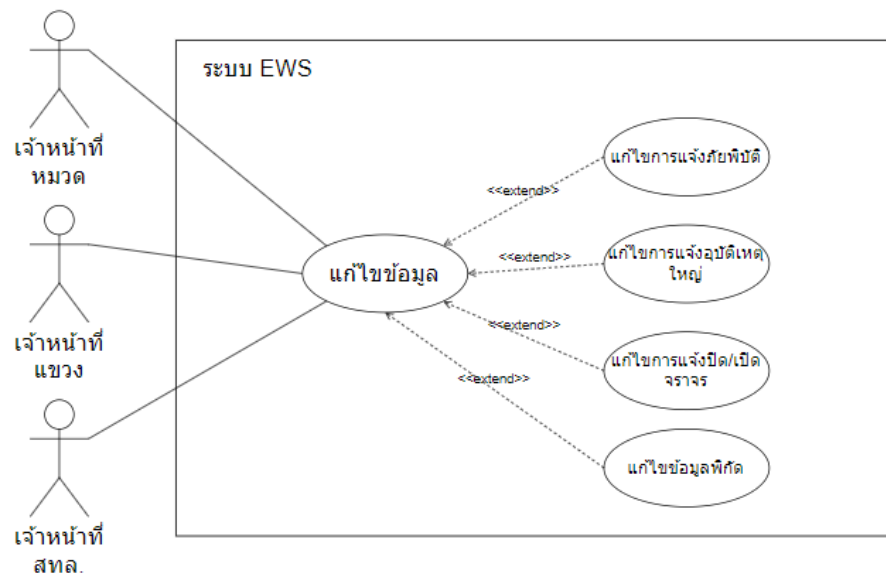 ระบบ EWS
เจ้าหน้าที่
หมวด
แก้ไขการแจ้งภัยพิบัติ
<<extend>>
เจ้าหน้าที่
แขวง
แก้ไขข้อมูล
<<extend>>
แก้ไขการแจ้งอุบัติเหตุ
ใหญ่
<<extend>>
แก้ไขการแจ้งปิด/เปิด
จราจร
<<extend>>
แก้ไขข้อมูลพิกัด
เจ้าหน้าที่
สทล.